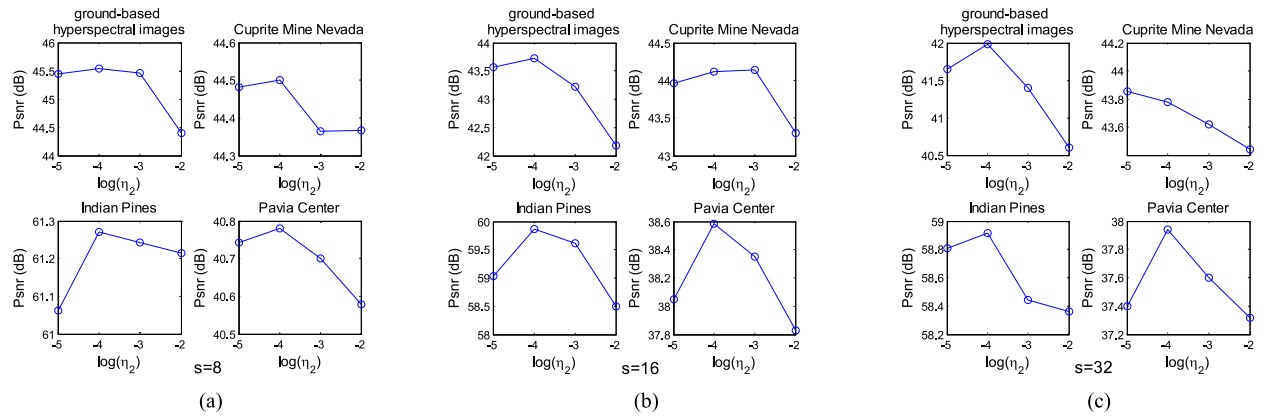 ground-based
hyperspectral images
46
45.5
45
44.5
44
Psnr (dB)
-5 -4 -3 -2
log(η2)
Cuprite Mine Nevada
44.6
44.5
44.4
44.3
Psnr (dB)
-5 -4 -3 -2
log(η2)
Indian Pines
61.3
61.2
61.1
61
Psnr (dB)
-5 -4 -3 -2
log(η2)
Pavia Center
40.8
40.7
40.6
40.5
Psnr (dB)
-5 -4 -3 -2
log(η2)
s=8
(a)
ground-based
hyperspectral images
44
43.5
43
42.5
42
Psnr (dB)
-5 -4 -3 -2
log(η2)
Cuprite Mine Nevada
44.5
44
43.5
43
Psnr (dB)
-5 -4 -3 -2
log(η2)
Indian Pines
60
59.5
59
58.5
58
Psnr (dB)
-5 -4 -3 -2
log(η2)
Pavia Center
38.6
38.4
38.2
38
37.8
Psnr (dB)
-5 -4 -3 -2
log(η2)
s=16
(b)
ground-based
hyperspectral images
42
41.5
41
40.5
Psnr (dB)
-5 -4 -3 -2
log(η2)
Cuprite Mine Nevada
44.2
44
43.8
43.6
Psnr (dB)
-5 -4 -3 -2
log(η2)
Indian Pines
59
58.8
58.6
58.4
58.2
Psnr (dB)
-5 -4 -3 -2
log(η2)
Pavia Center
38
37.8
37.6
37.4
37.2
Psnr (dB)
-5 -4 -3 -2
log(η2)
s=32
(c)